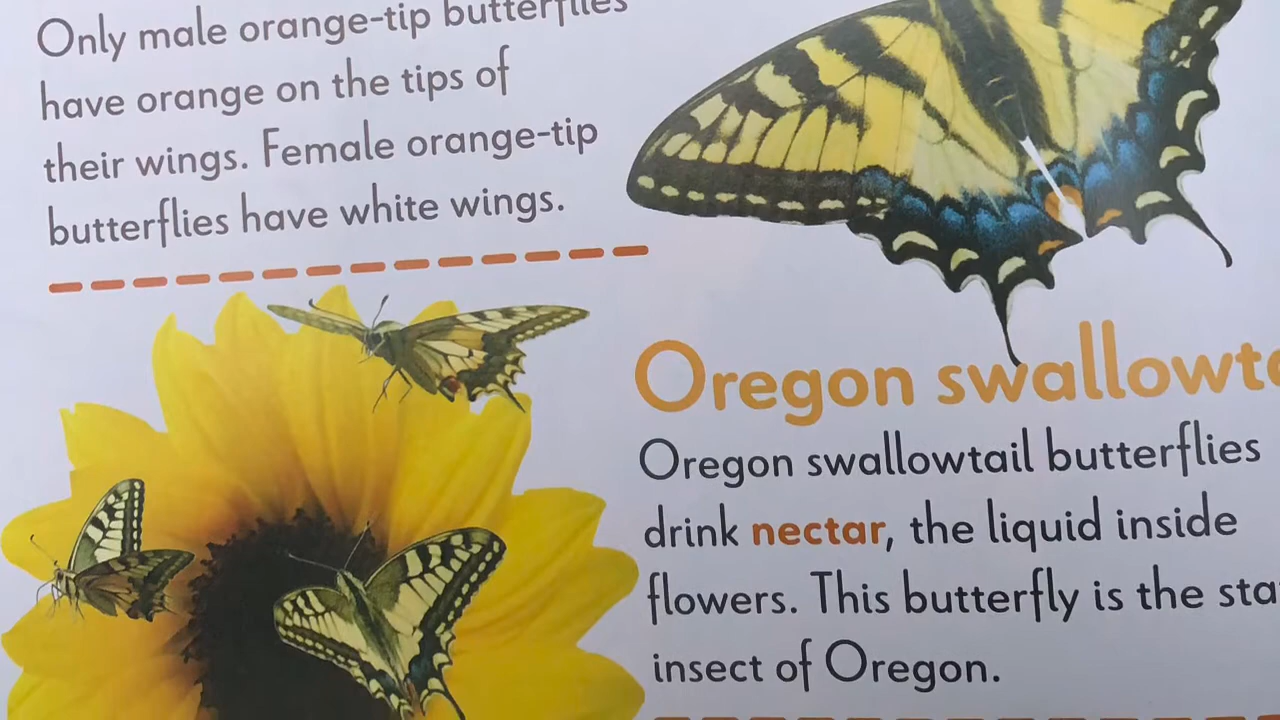 Only male orange-tip butterflies
have orange on the tips of
their wings. Female orange-tip
butterflies have white wings.
Oregon swallowt
Oregon swallowtail butterflies
drink nectar, the liquid inside
flowers. This butterfly is the sta
insect of Oregon.